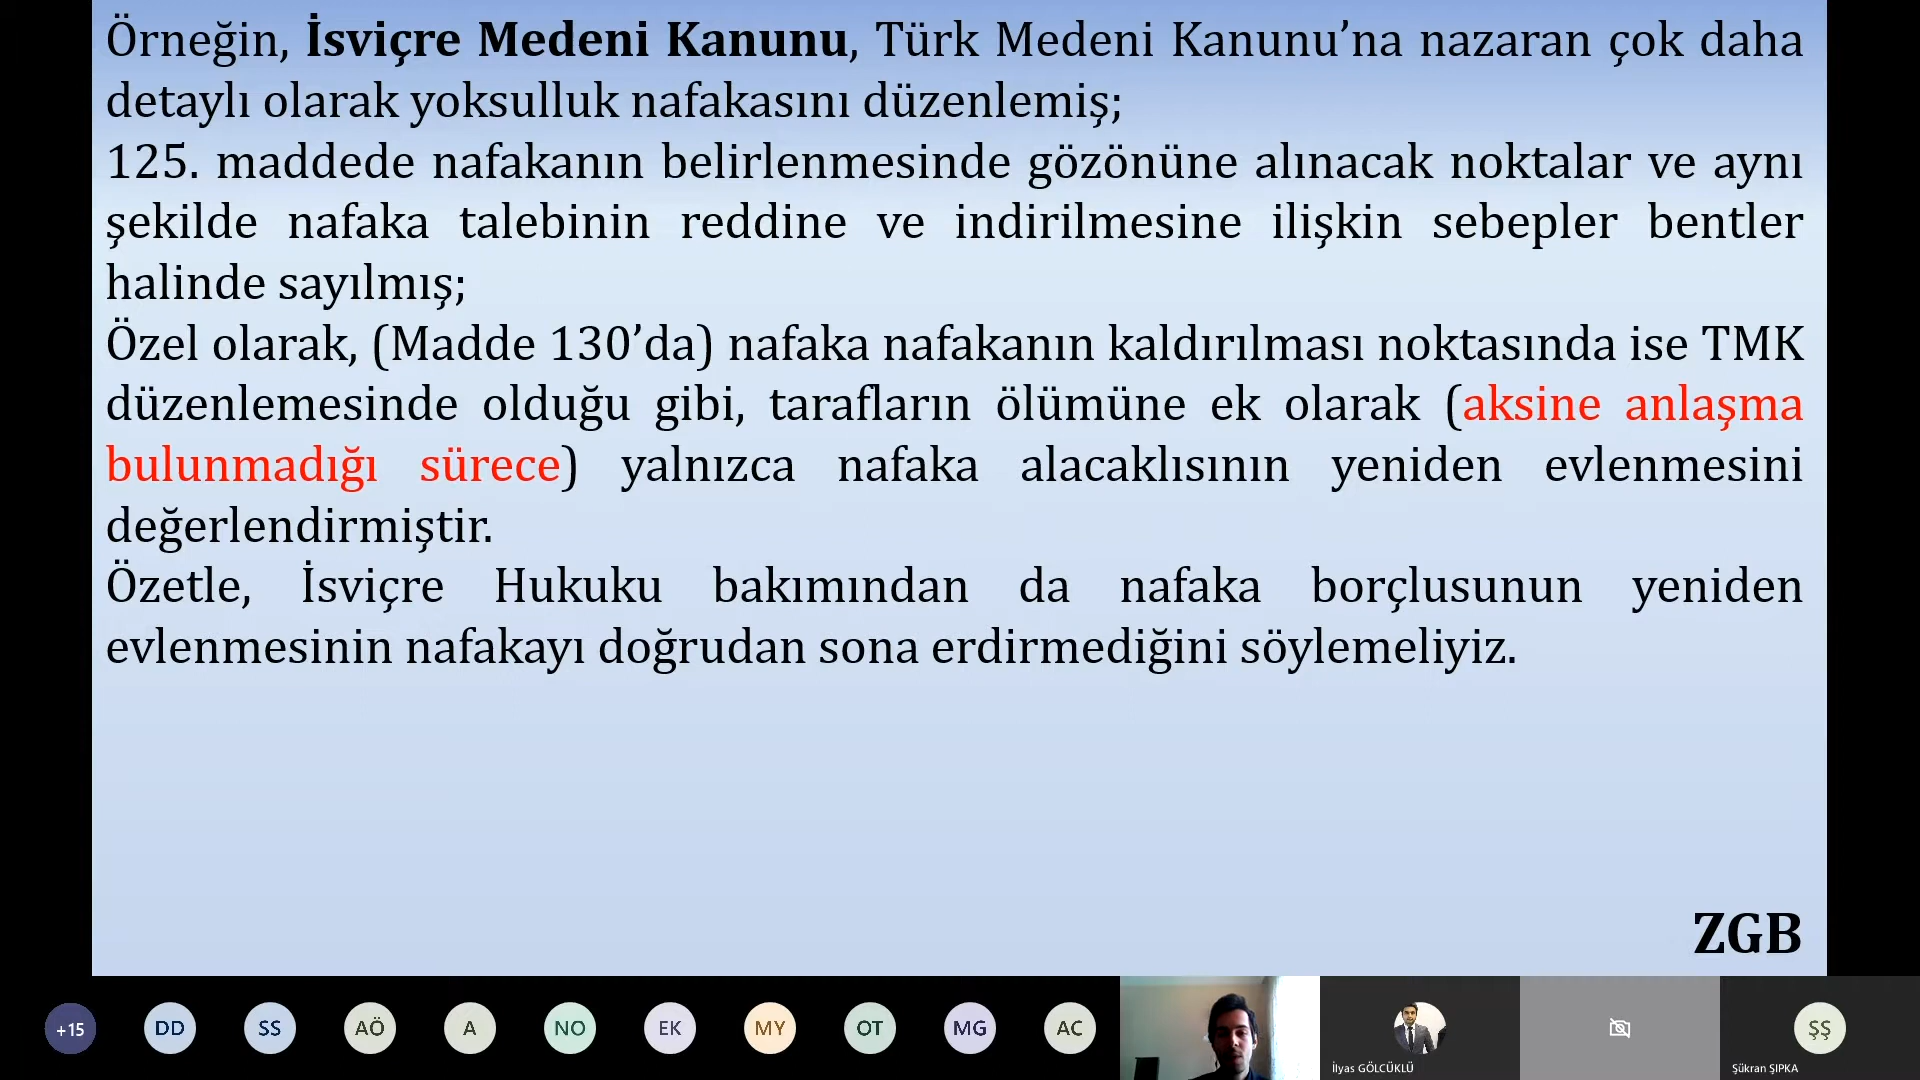 Örneğin, İsviçre Medeni Kanunu, Türk Medeni Kanunu’na nazaran çok daha
detaylı olarak yoksulluk nafakasını düzenlemiş;
125. maddede nafakanın belirlenmesinde gözönüne alınacak noktalar ve aynı
şekilde nafaka talebinin reddine ve indirilmesine ilişkin sebepler bentler
halinde sayılmış;
Özel olarak, (Madde 130’da) nafaka nafakanın kaldırılması noktasında ise TMK
düzenlemesinde olduğu gibi, tarafların ölümüne ek olarak (aksine anlaşma
bulunmadığı sürece) yalnızca nafaka alacaklısının yeniden evlenmesini
değerlendirmiştir.
Özetle, İsviçre Hukuku bakımından da nafaka borçlusunun yeniden
evlenmesinin nafakayı doğrudan sona erdirmediğini söylemeliyiz.
ZGB
+15 DD SS AÖ A NO EK MY OT MG AC ŞŞ
İlyas GÖLCÜKLÜ Şükran ŞIPKA